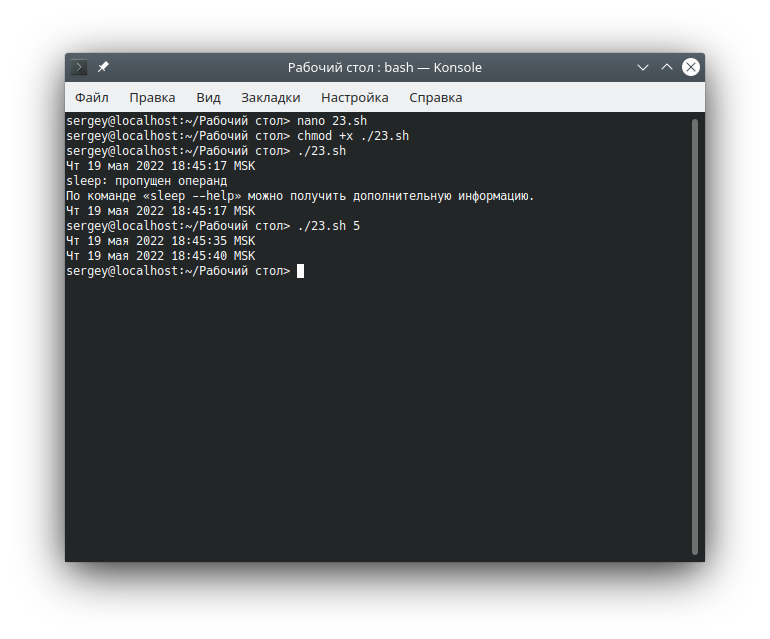 Рабочий стол : bash — Konsole
Файл Правка Вид Закладки Настройка Справка
sergey@localhost:~/Рабочий стол> nano 23.sh
sergey@localhost:~/Рабочий стол> chmod +x ./23.sh
sergey@localhost:~/Рабочий стол> ./23.sh
Чт 19 мая 2022 18:45:17 MSK
sleep: пропущен операнд
По команде «sleep --help» можно получить дополнительную информацию.
Чт 19 мая 2022 18:45:17 MSK
sergey@localhost:~/Рабочий стол> ./23.sh 5
Чт 19 мая 2022 18:45:35 MSK
Чт 19 мая 2022 18:45:40 MSK
sergey@localhost:~/Рабочий стол>